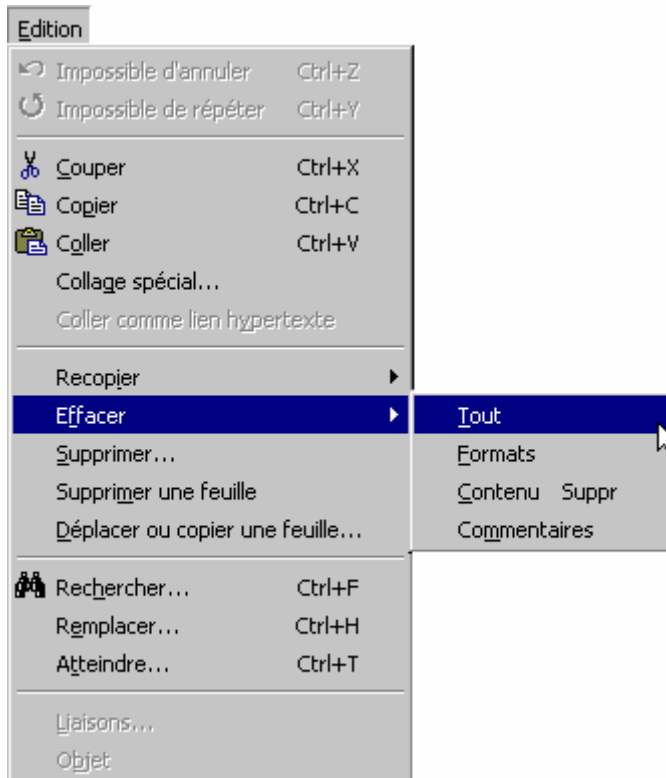 Edition
Impossible d'annuler Ctrl+Z
Impossible de répéter Ctrl+Y
Couper Ctrl+X
Copier Ctrl+C
Coller Ctrl+V
Collage spécial...
Coller comme lien hypertexte
Recopier
Effacer Tout
Supprimer... Formats
Supprimer une feuille Contenu Suppr
Déplacer ou copier une feuille... Commentaires
Rechercher... Ctrl+F
Remplacer... Ctrl+H
Atteindre... Ctrl+T
Liaisons...
Objet